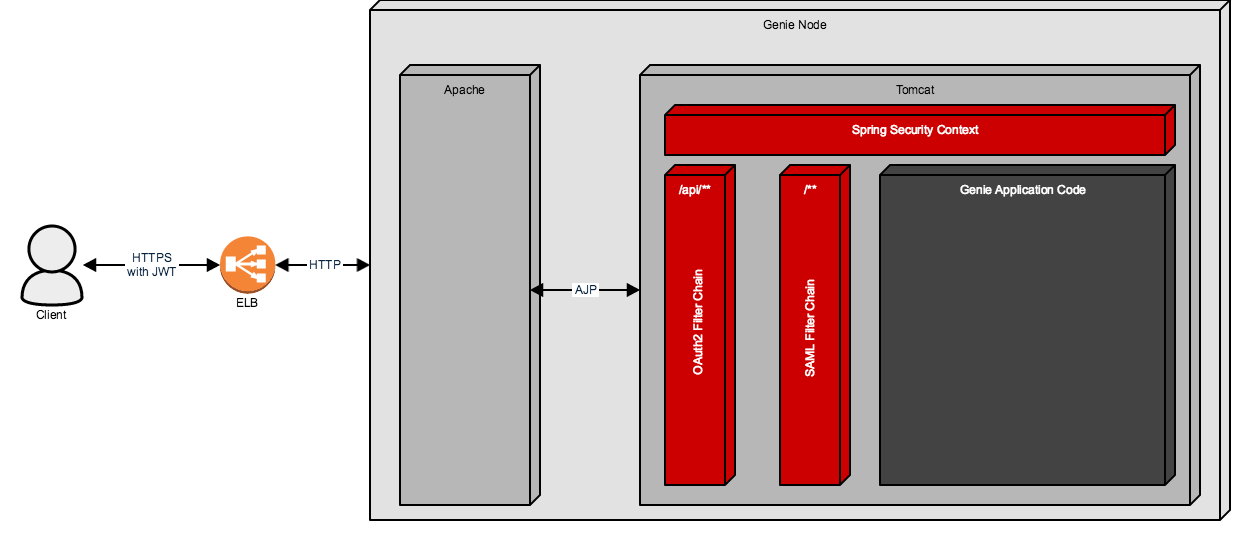 Genie Node
Apache
Tomcat
Spring Security Context
/api/**
/**
Genie Application Code
OAuth2 Filter Chain
SAML Filter Chain
HTTPS
with JWT
HTTP
AJP
ELB
Client